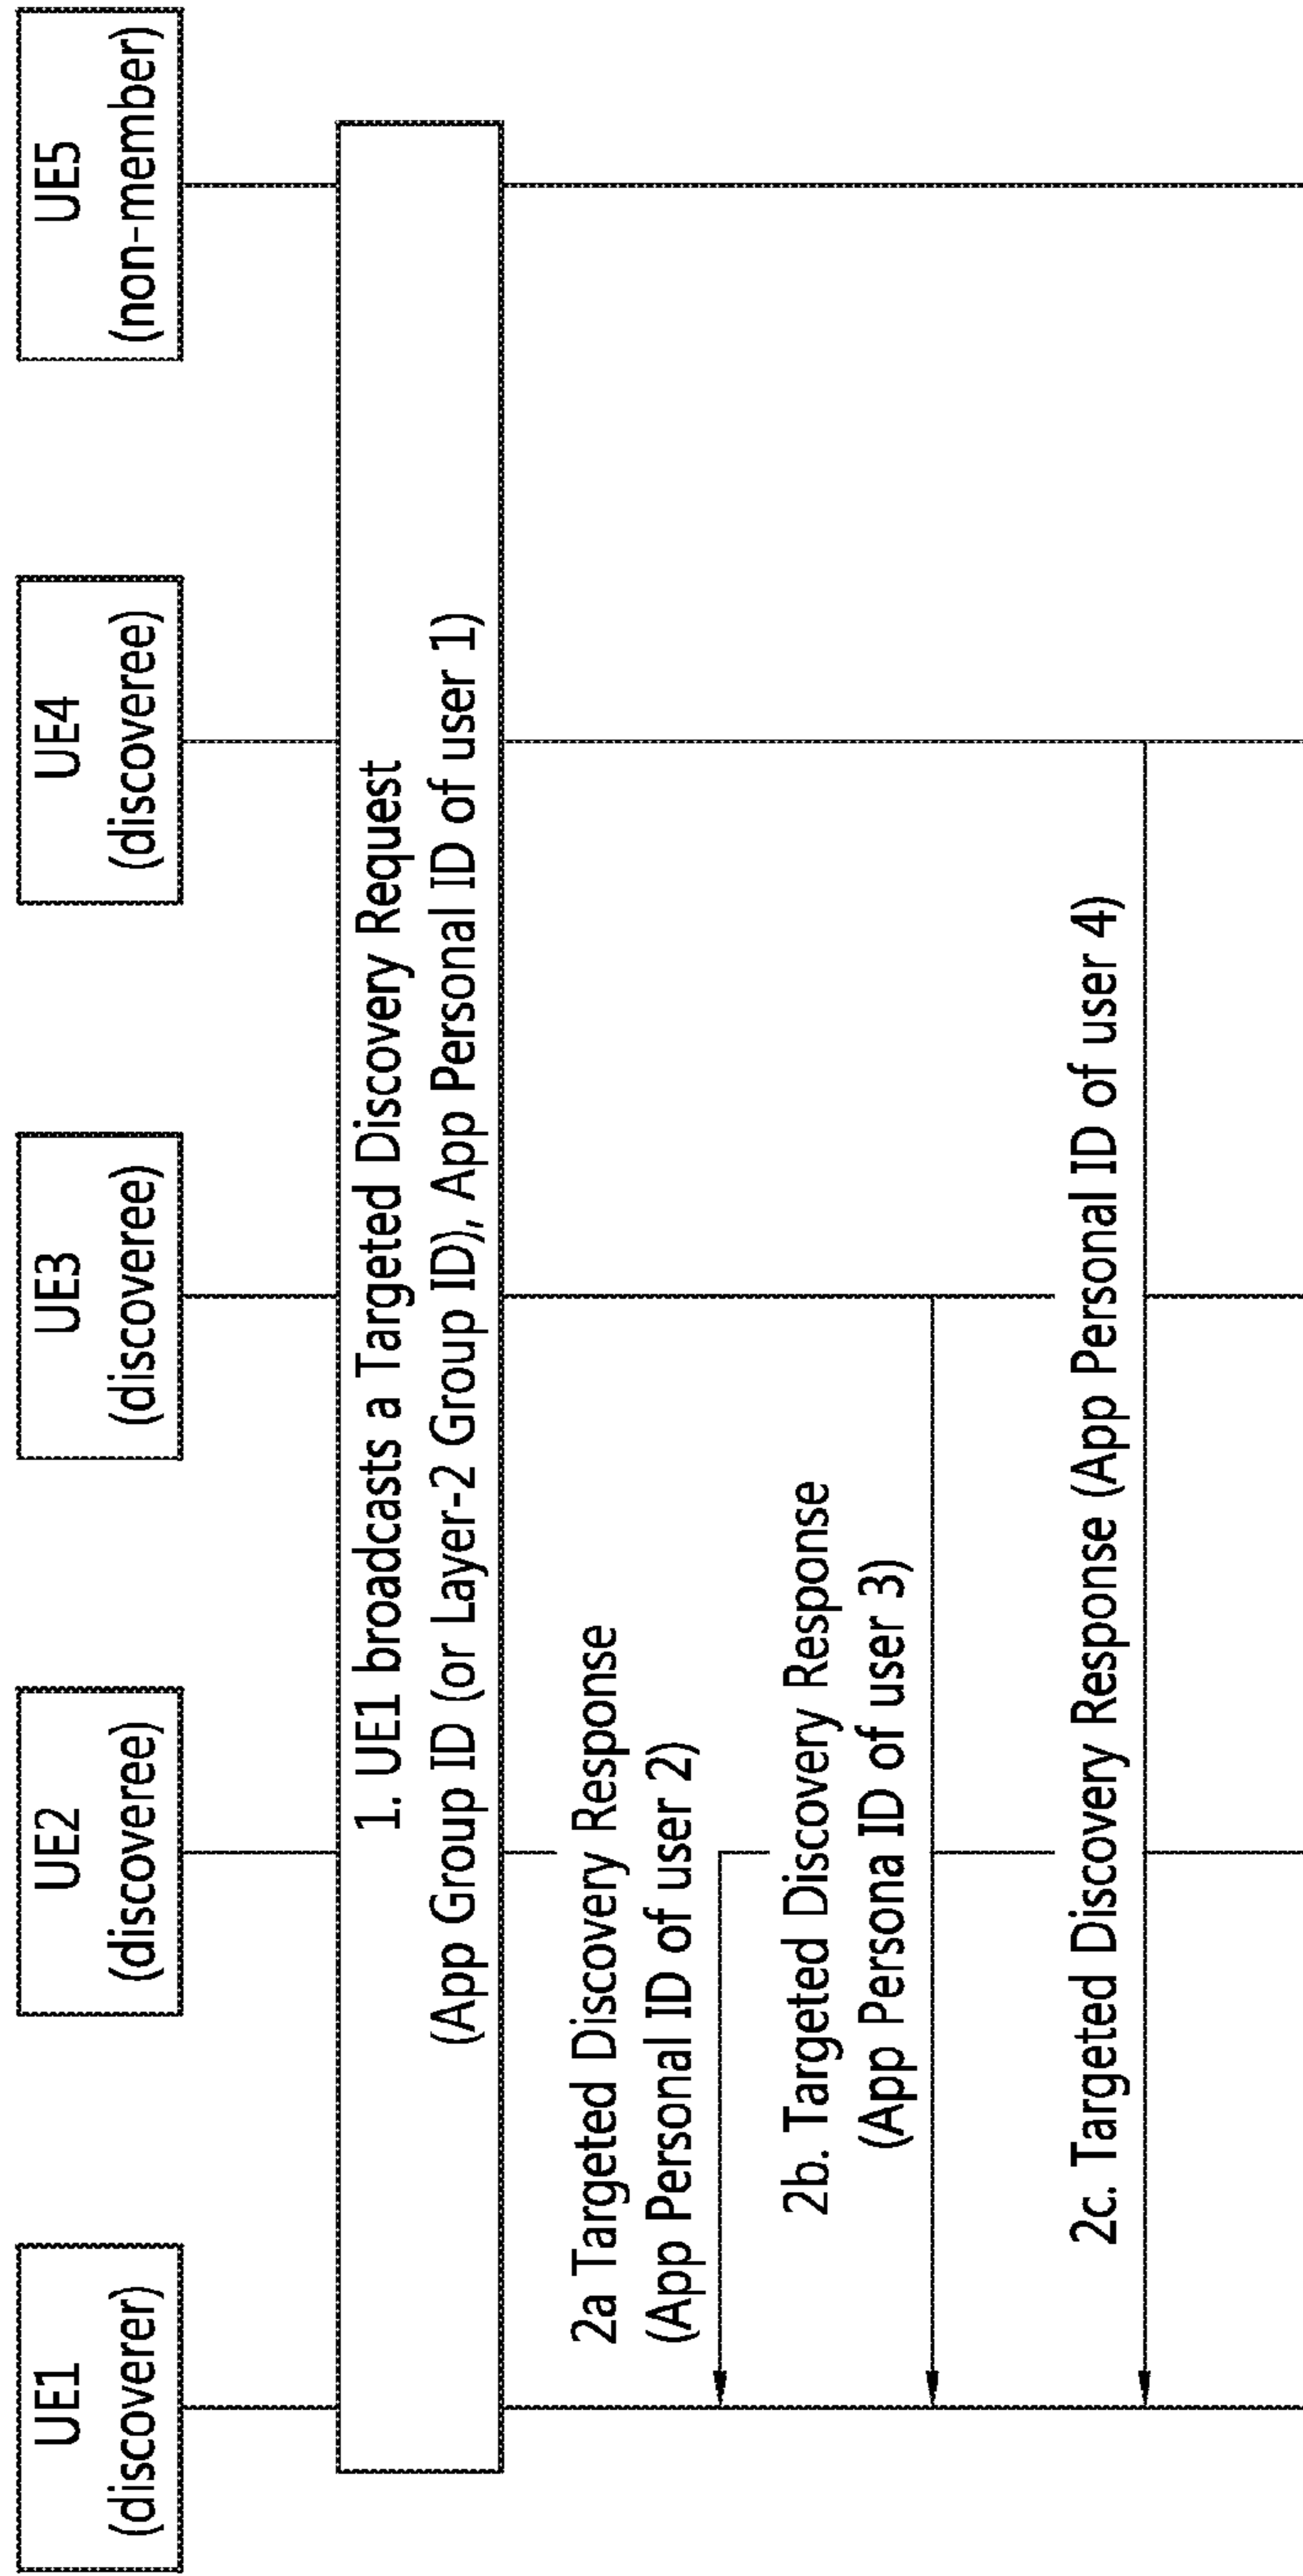 UE1
(discoverer)
UE2
(discoveree)
UE3
(discoveree)
UE4
(discoveree)
UE5
(non-member)
1. UE1 broadcasts a Targeted Discovery Request
(App Group ID (or Layer-2 Group ID), App Personal ID of user 1)
2a Targeted Discovery Response
(App Personal ID of user 2)
2b. Targeted Discovery Response
(App Persona ID of user 3)
2c. Targeted Discovery Response (App Personal ID of user 4)